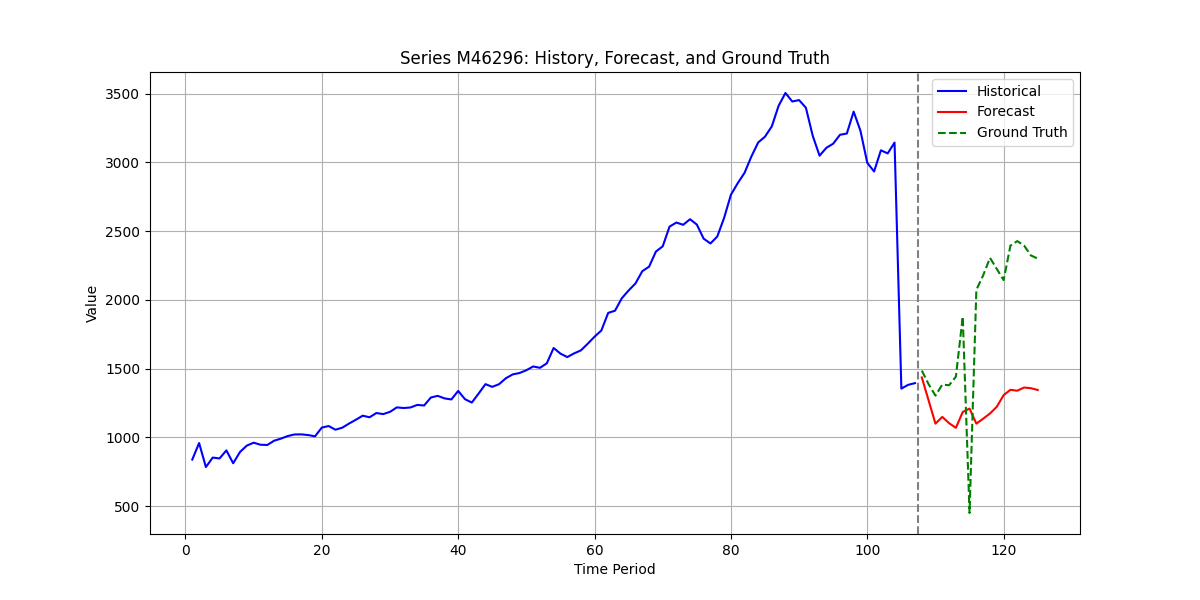 Series M46296: History, Forecast, and Ground Truth
Historical
Forecast
Ground Truth
3500
3000
2500
2000
1500
1000
500
Value
0
20
40
60
80
100
120
Time Period